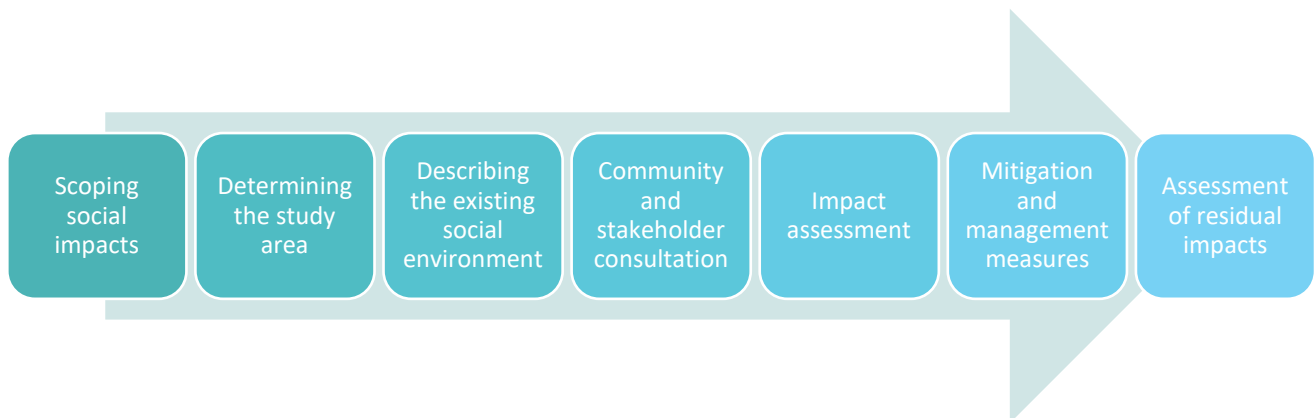 Scoping
social
impacts
Determining
the study
area
Describing
the existing
social
environment
Community
and
stakeholder
consultation
Impact
assessment
Mitigation
and
management
measures
Assessment
of residual
impacts